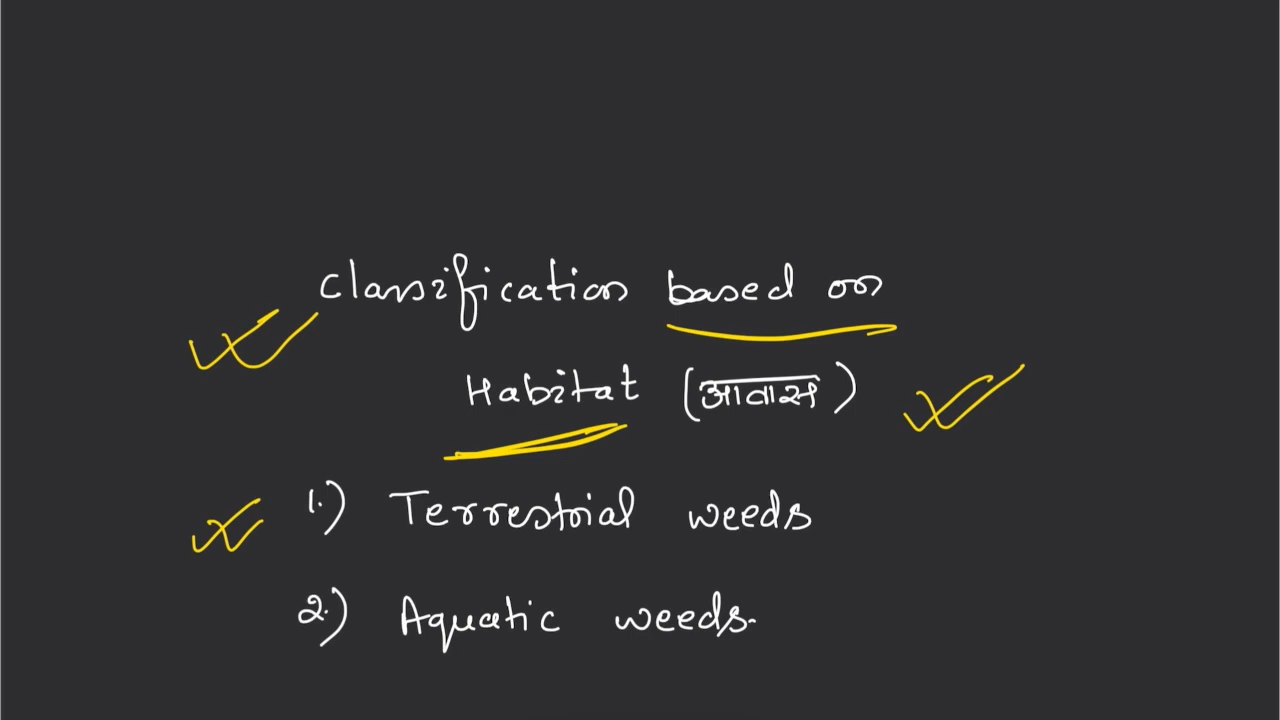 classification based on
Habitat (आवास)
1.) Terrestrial weeds
2.) Aquatic weeds.